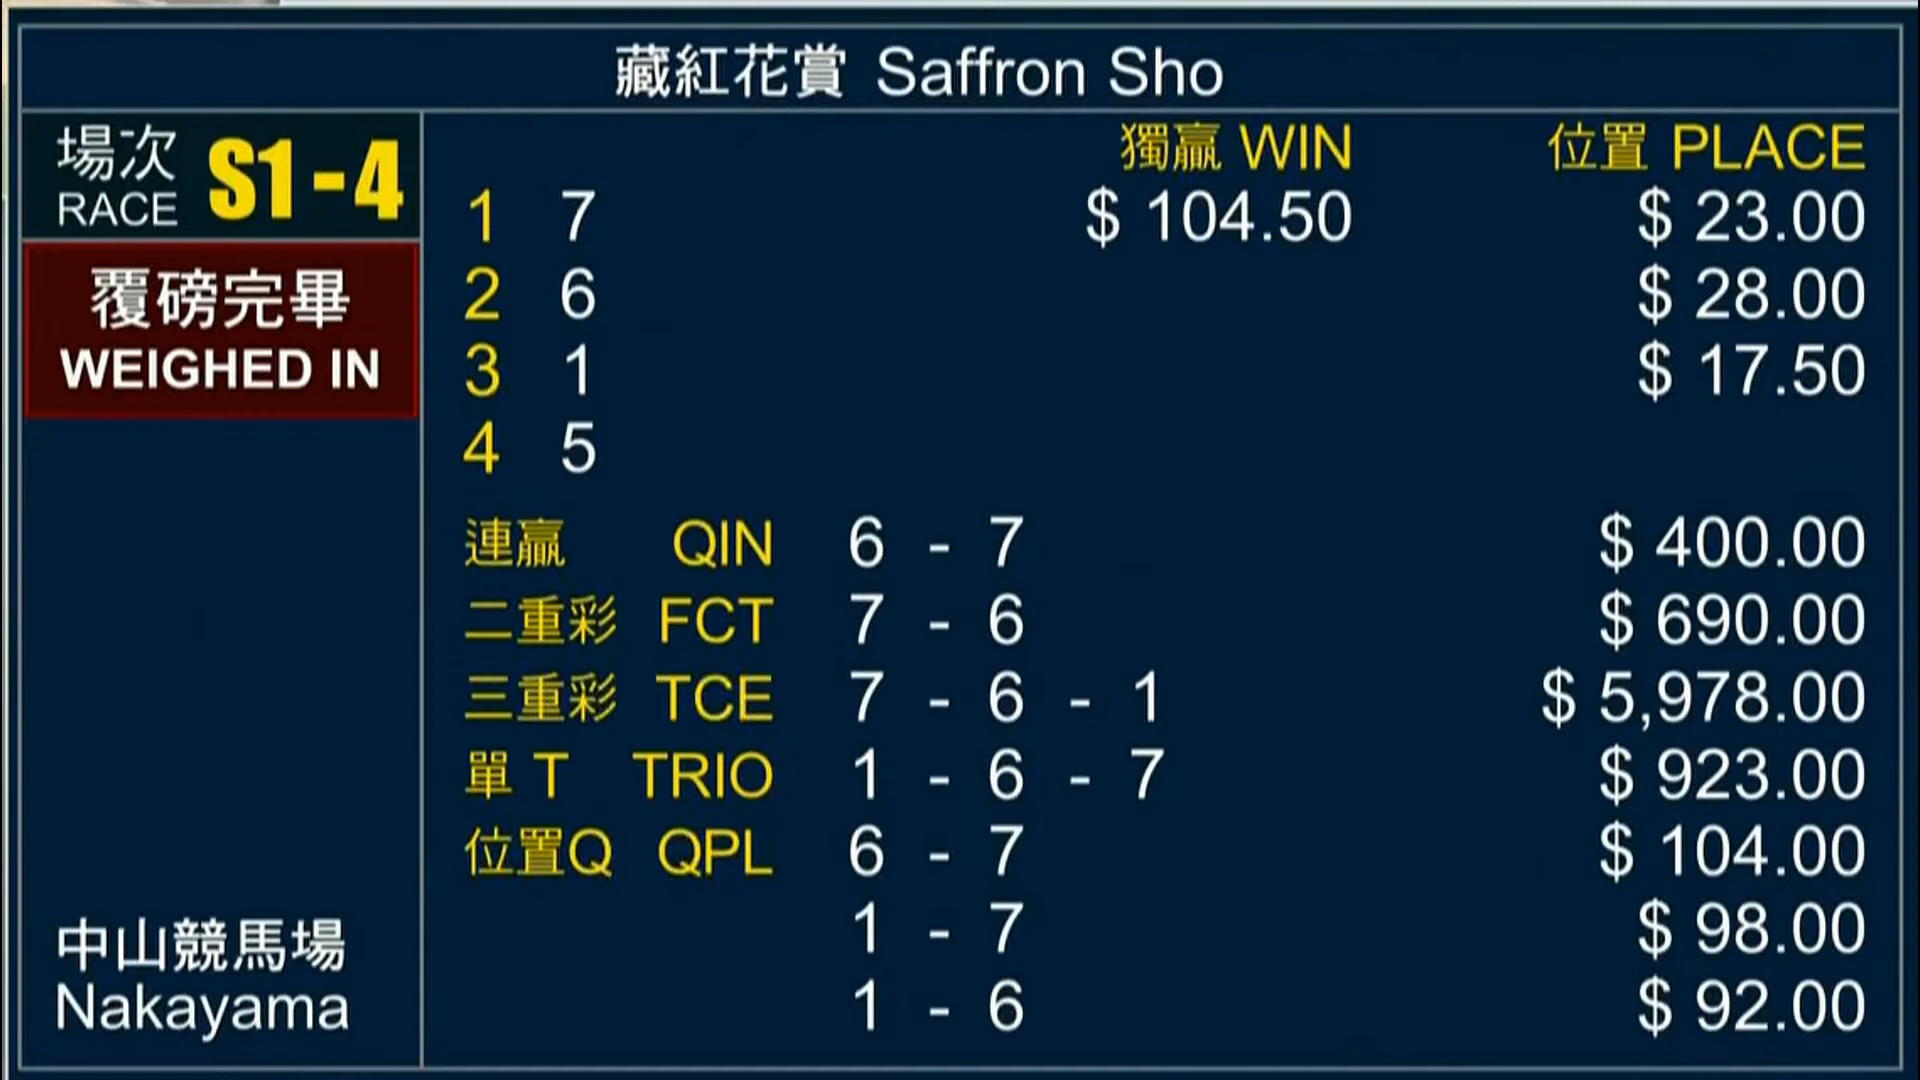 藏紅花賞 Saffron Sho
場次 RACE S1-4
覆磅完畢
WEIGHED IN
獨贏 WIN 位置 PLACE
1 7 $ 104.50 $ 23.00
2 6 $ 28.00
3 1 $ 17.50
4 5
連贏 QIN 6 - 7 $ 400.00
二重彩 FCT 7 - 6 $ 690.00
三重彩 TCE 7 - 6 - 1 $ 5,978.00
單 T TRIO 1 - 6 - 7 $ 923.00
位置Q QPL 6 - 7 $ 104.00
1 - 7 $ 98.00
1 - 6 $ 92.00
中山競馬場
Nakayama